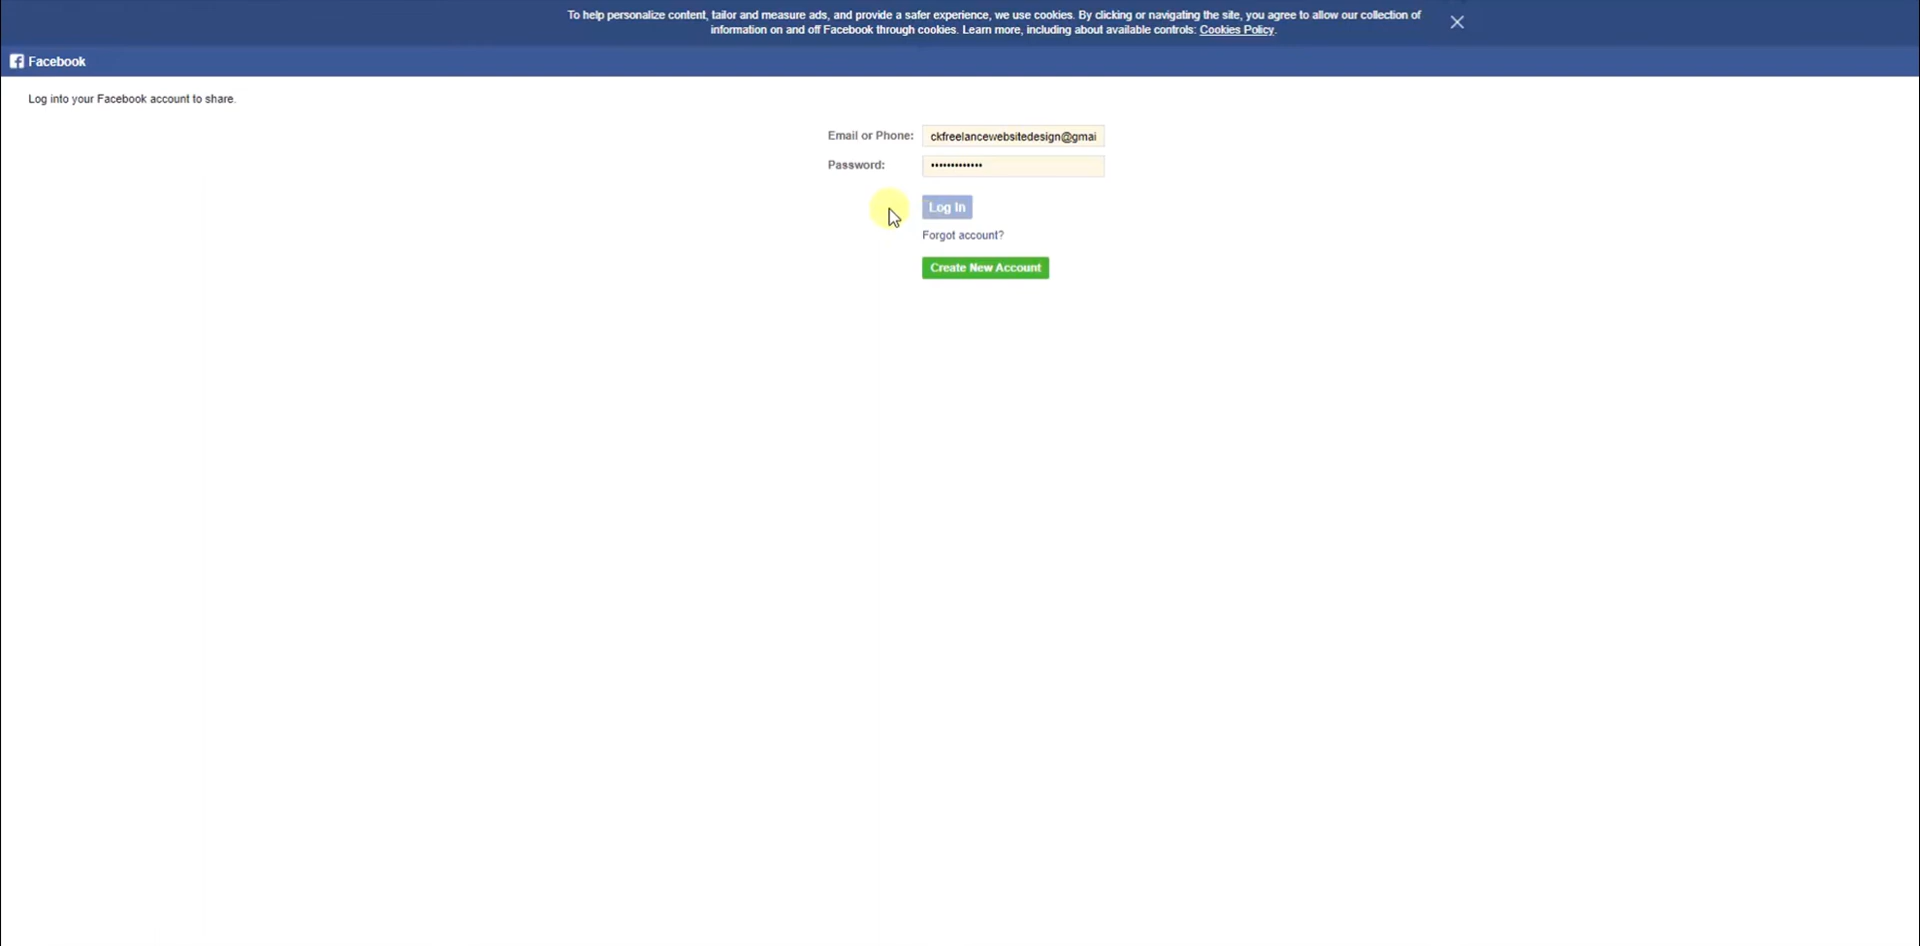 To help personalize content, tailor and measure ads, and provide a safer experience, we use cookies. By clicking or navigating the site, you agree to allow our collection of
information on and off Facebook through cookies. Learn more, including about available controls: Cookies Policy.
Facebook
Log into your Facebook account to share.
Email or Phone: ckfreelancewebsitedesign@gmai
Password: •••••••••••••
Log In
Forgot account?
Create New Account